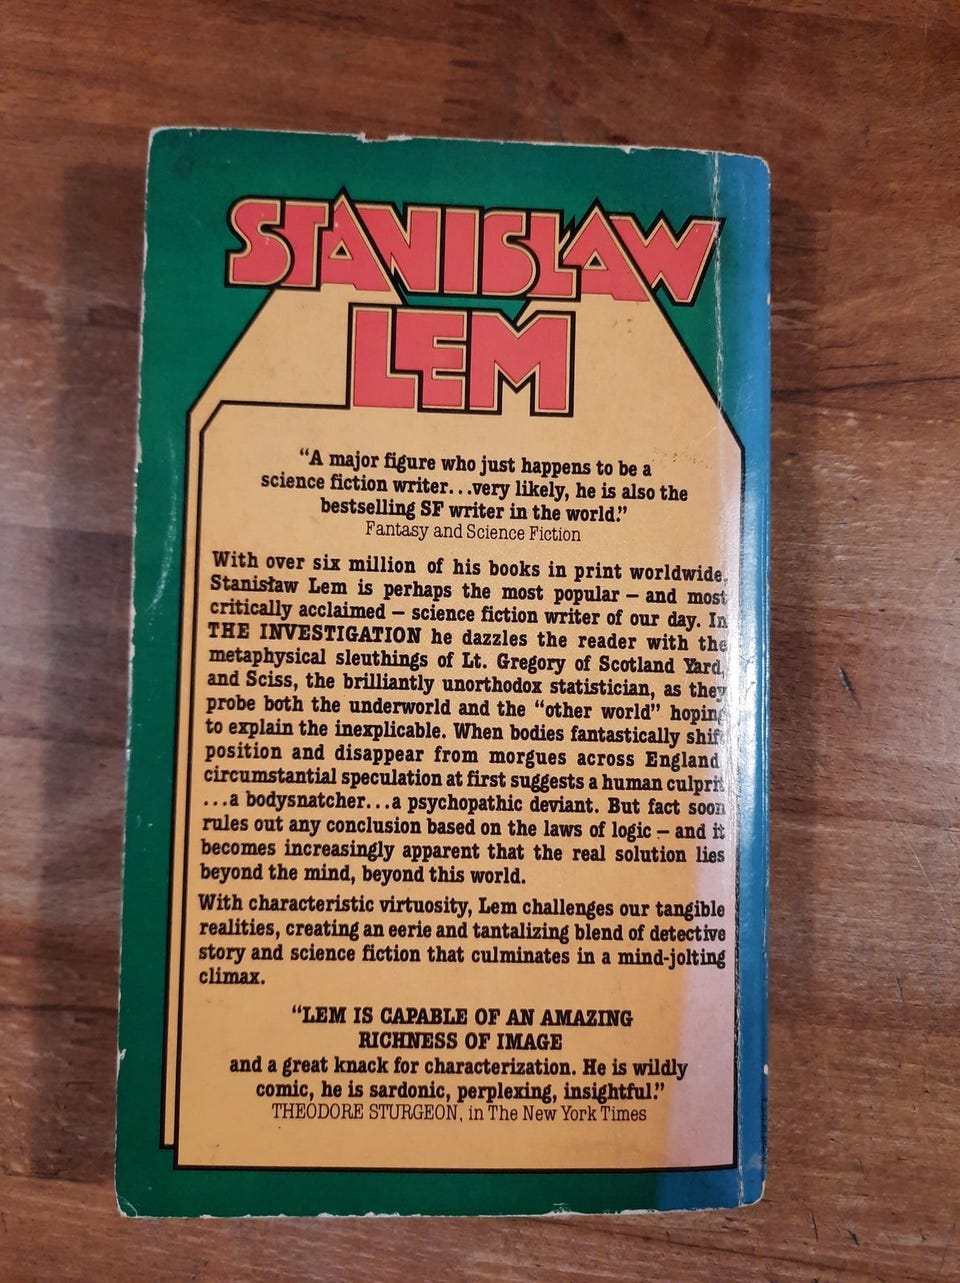 STANISŁAW
LEM
"A major figure who just happens to be a
science fiction writer...very likely, he is also the
bestselling SF writer in the world."
Fantasy and Science Fiction
With over six million of his books in print worldwide,
Stanisław Lem is perhaps the most popular – and most
critically acclaimed – science fiction writer of our day. In
THE INVESTIGATION he dazzles the reader with the
metaphysical sleuthings of Lt. Gregory of Scotland Yard,
and Sciss, the brilliantly unorthodox statistician, as they
probe both the underworld and the "other world" hoping
to explain the inexplicable. When bodies fantastically shift
position and disappear from morgues across England
circumstantial speculation at first suggests a human culprit
...a bodysnatcher...a psychopathic deviant. But fact soon
rules out any conclusion based on the laws of logic – and it
becomes increasingly apparent that the real solution lies
beyond the mind, beyond this world.
With characteristic virtuosity, Lem challenges our tangible
realities, creating an eerie and tantalizing blend of detective
story and science fiction that culminates in a mind-jolting
climax.
"LEM IS CAPABLE OF AN AMAZING
RICHNESS OF IMAGE
and a great knack for characterization. He is wildly
comic, he is sardonic, perplexing, insightful."
THEODORE STURGEON, in The New York Times